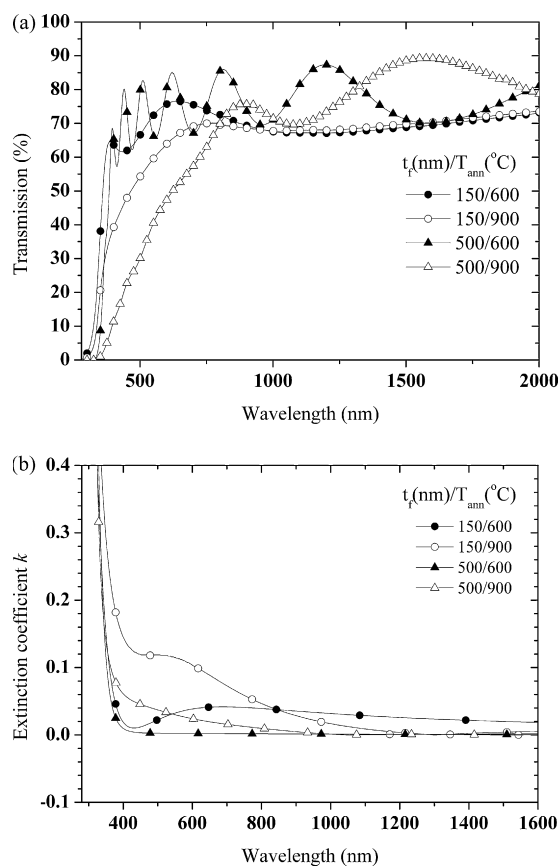 (a)
100
90
80
70
60
50
40
30
20
10
0
Transmission (%)
t_f(nm)/T_ann(°C)
150/600
150/900
500/600
500/900
500 1000 1500 2000
Wavelength (nm)
(b)
0.4
0.3
0.2
0.1
0.0
-0.1
Extinction coefficient k
t_f(nm)/T_ann(°C)
150/600
150/900
500/600
500/900
400 600 800 1000 1200 1400 1600
Wavelength (nm)